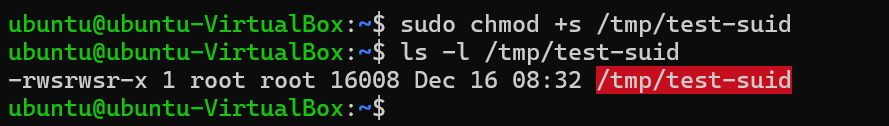 ubuntu@ubuntu-VirtualBox:~$ sudo chmod +s /tmp/test-suid
ubuntu@ubuntu-VirtualBox:~$ ls -l /tmp/test-suid
-rwsrwsr-x 1 root root 16008 Dec 16 08:32 /tmp/test-suid
ubuntu@ubuntu-VirtualBox:~$